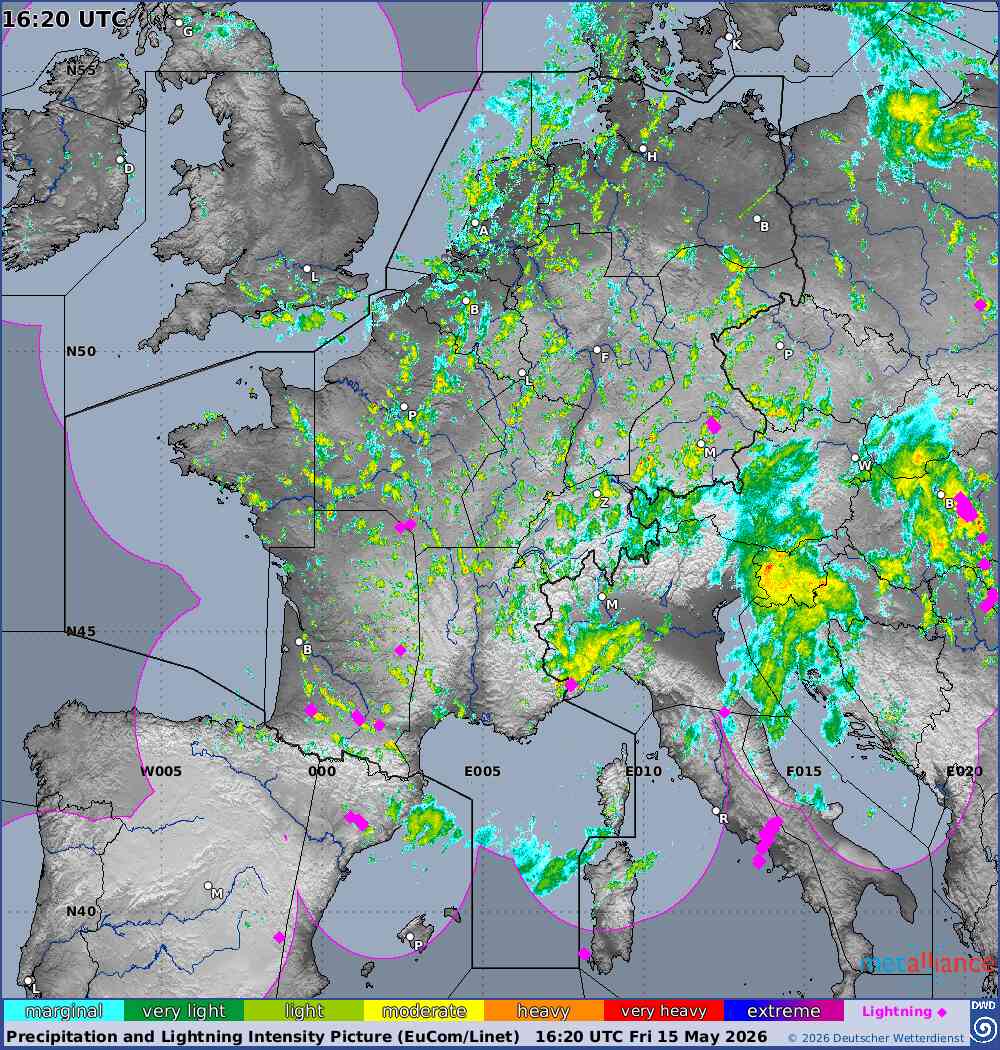 16:20 UTC
G
K
N55
D
H
A
B
L
B
N50
F
P
L
P
M
W
Z
B
M
N45
B
W005
000
E005
E010
E015
E020
R
M
N40
P
L
metalliance
marginal
very light
light
moderate
heavy
very heavy
extreme
Lightning
DWD
Precipitation and Lightning Intensity Picture (EuCom/Linet) 16:20 UTC Fri 15 May 2026
© 2026 Deutscher Wetterdienst